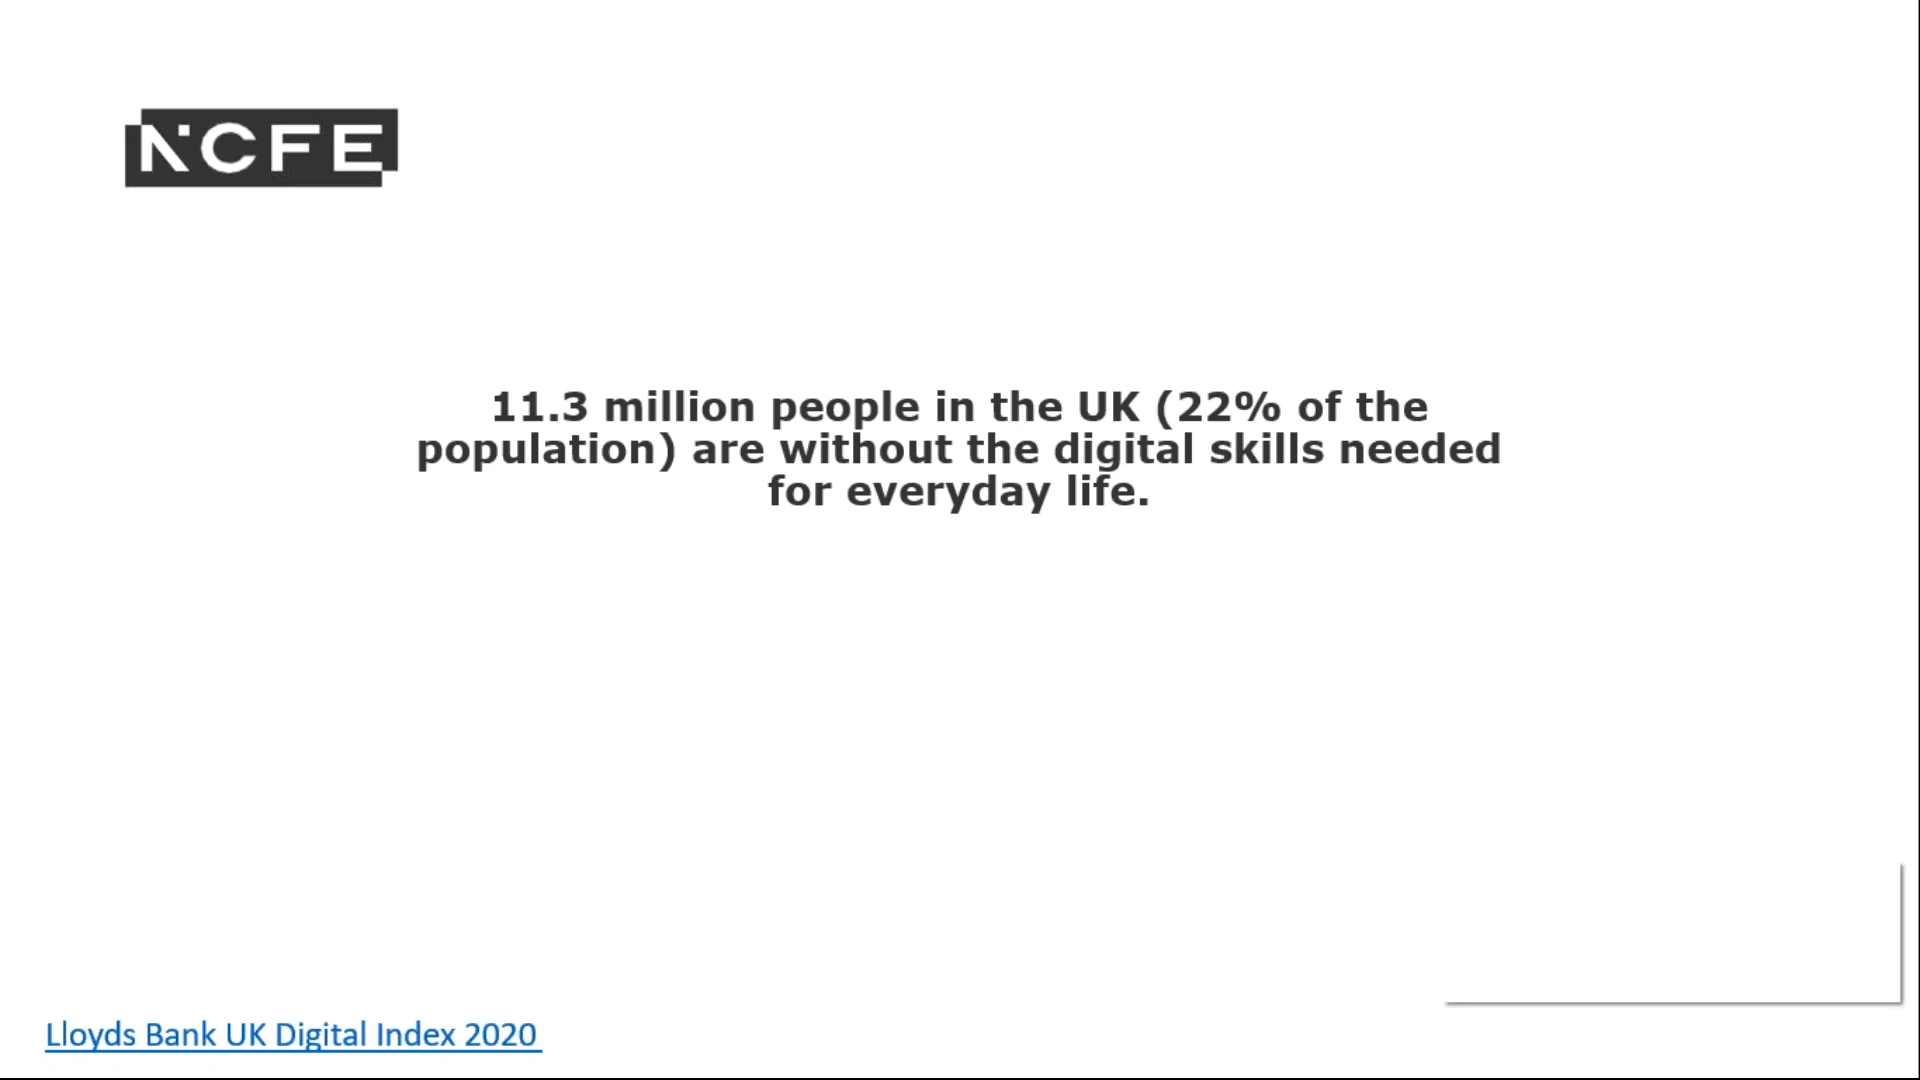 NCFE
11.3 million people in the UK (22% of the
population) are without the digital skills needed
for everyday life.
Lloyds Bank UK Digital Index 2020